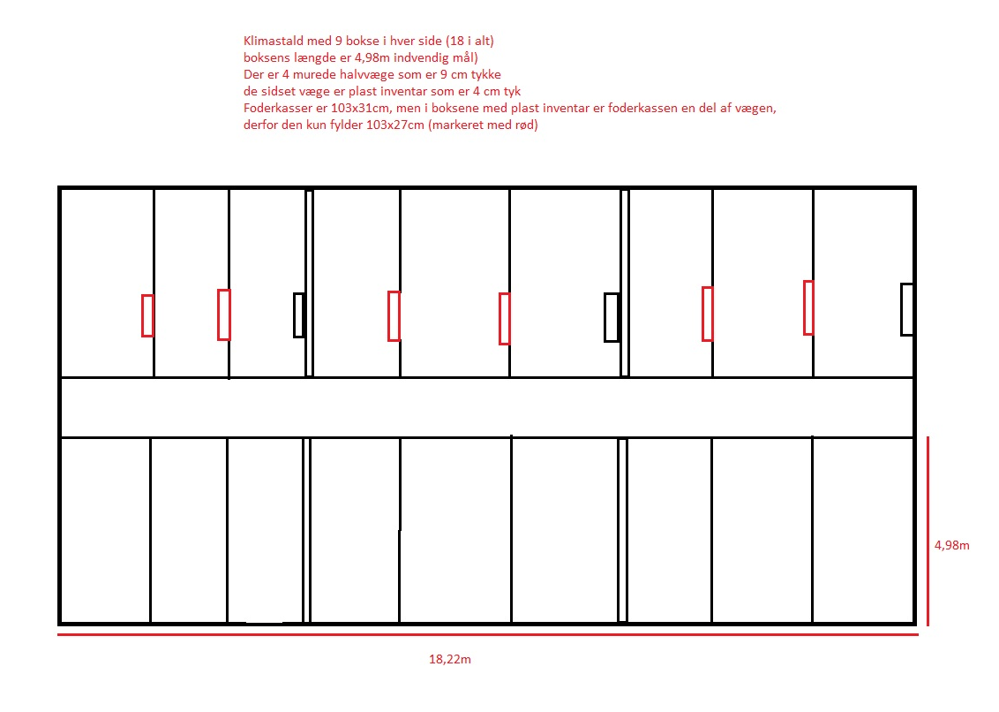 Klimastald med 9 bokse i hver side (18 i alt)
boksens længde er 4,98m indvendig mål)
Der er 4 murede halvvæge som er 9 cm tykke
de sidset væge er plast inventar som er 4 cm tyk
Foderkasser er 103x31cm, men i boksene med plast inventar er foderkassen en del af vægen,
derfor den kun fylder 103x27cm (markeret med rød)
4,98m
18,22m